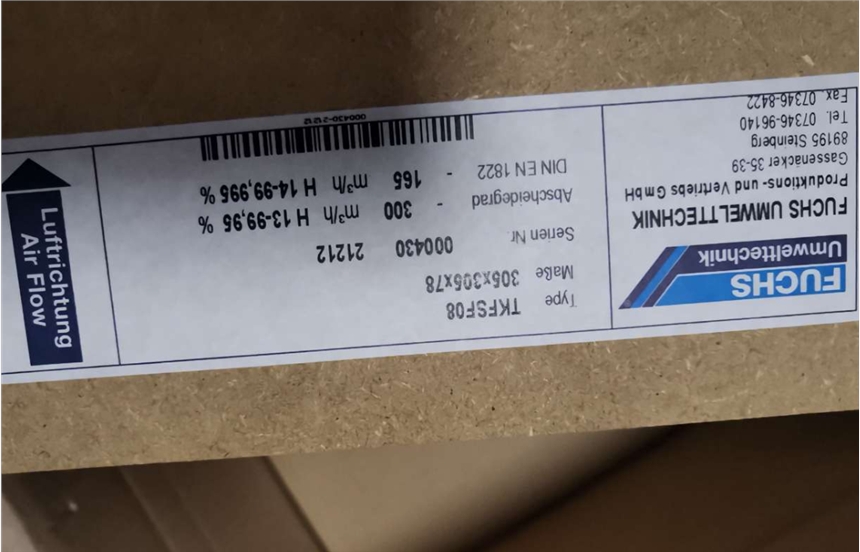 FUCHS
Umwelttechnik
FUCHS UMWELTTECHNIK
Produktions- und Vertriebs GmbH
Gassenäcker 35-39
89195 Steinberg
Tel. 07346-96140
Fax. 07346-8422
Type TKFSF08
Maße 305x305x78
Serien Nr 000430 21212
Abscheidegrad - 300 m³/h H 13-99,95 %
DIN EN 1822 - 165 m³/h H 14-99,995 %
000430-21212
Luftrichtung
Air Flow